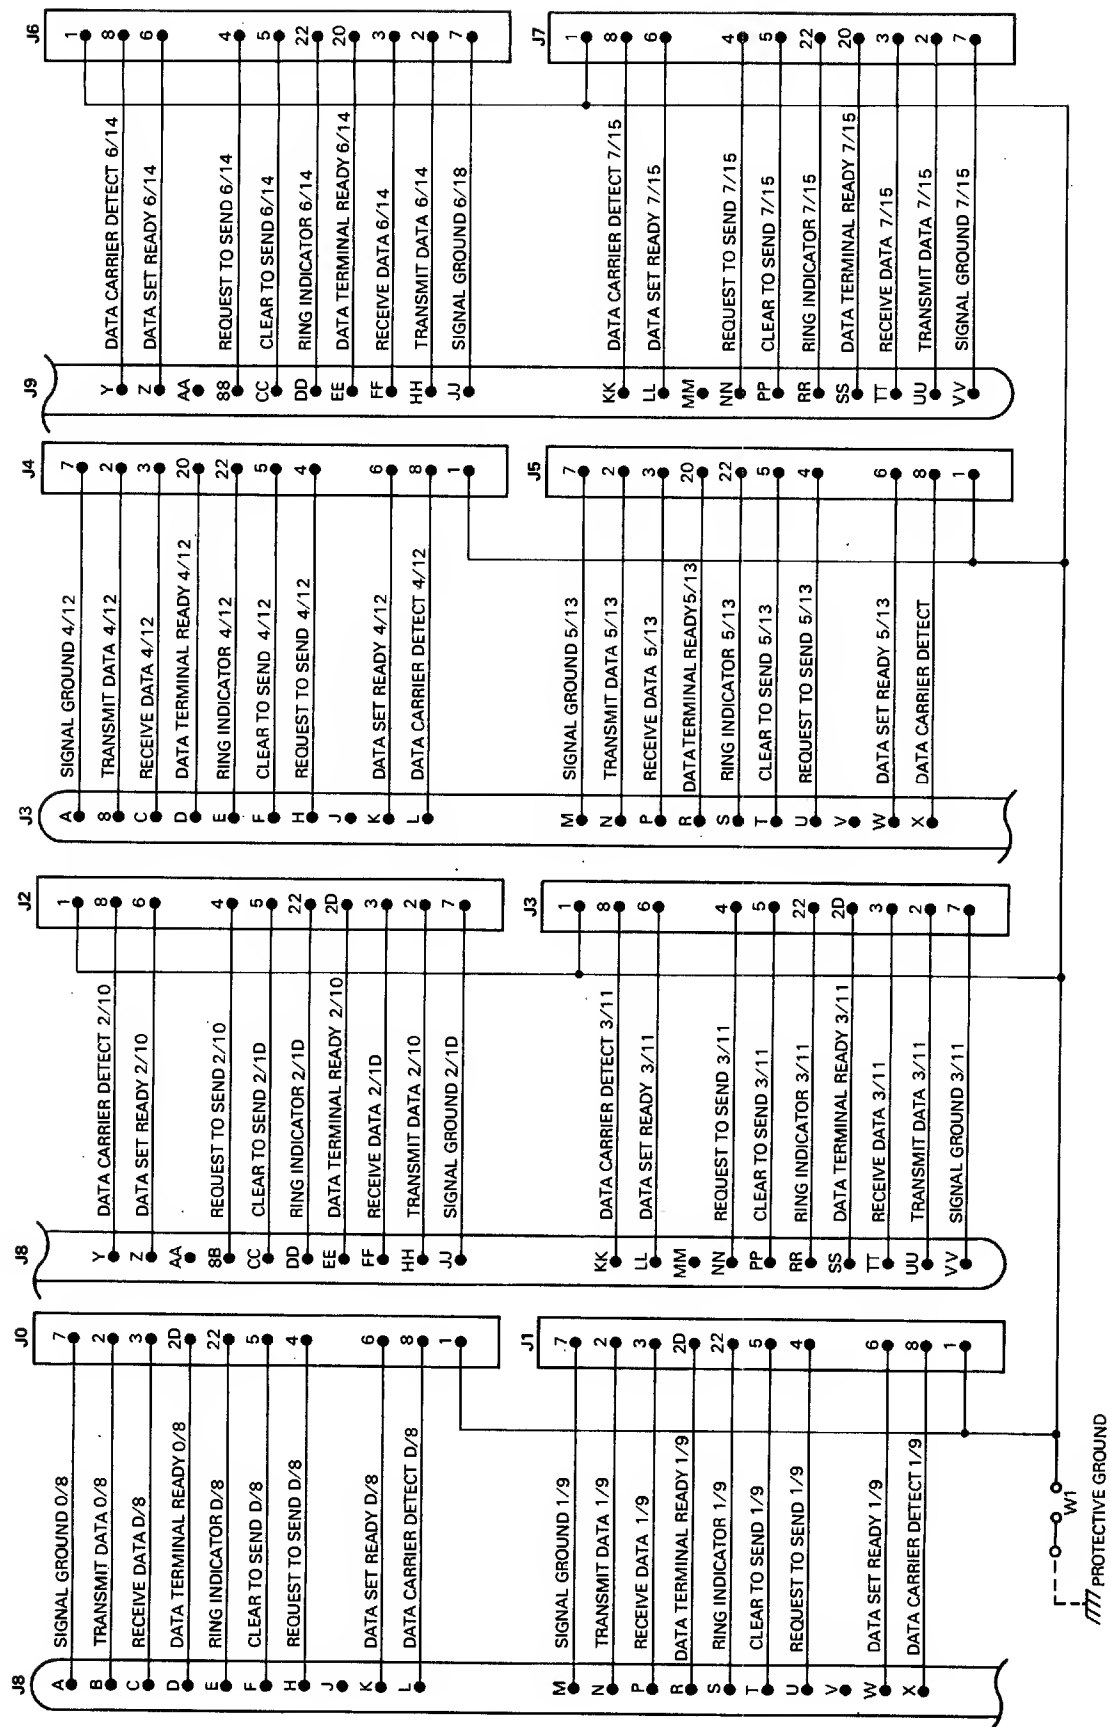 J8
J0
A SIGNAL GROUND 0/8 7
B TRANSMIT DATA 0/8 2
C RECEIVE DATA D/8 3
D DATA TERMINAL READY 0/8 2D
E RING INDICATOR D/8 22
F CLEAR TO SEND D/8 5
H REQUEST TO SEND D/8 4
J
K DATA SET READY D/8 6
L DATA CARRIER DETECT D/8 8
1
J1
M SIGNAL GROUND 1/9 7
N TRANSMIT DATA 1/9 2
P RECEIVE DATA 1/9 3
R DATA TERMINAL READY 1/9 2D
S RING INDICATOR 1/9 22
T CLEAR TO SEND 1/9 5
U REQUEST TO SEND 1/9 4
V
W DATA SET READY 1/9 6
X DATA CARRIER DETECT 1/9 8
1
J8
J2
1
Y DATA CARRIER DETECT 2/10 8
Z DATA SET READY 2/10 6
AA
8B REQUEST TO SEND 2/10 4
CC CLEAR TO SEND 2/1D 5
DD RING INDICATOR 2/1D 22
EE DATA TERMINAL READY 2/10 2D
FF RECEIVE DATA 2/1D 3
HH TRANSMIT DATA 2/10 2
JJ SIGNAL GROUND 2/1D 7
J3
1
KK DATA CARRIER DETECT 3/11 8
LL DATA SET READY 3/11 6
MM
NN REQUEST TO SEND 3/11 4
PP CLEAR TO SEND 3/11 5
RR RING INDICATOR 3/11 22
SS DATA TERMINAL READY 3/11 2D
TT RECEIVE DATA 3/11 3
UU TRANSMIT DATA 3/11 2
VV SIGNAL GROUND 3/11 7
J3
J4
A SIGNAL GROUND 4/12 7
8 TRANSMIT DATA 4/12 2
C RECEIVE DATA 4/12 3
D DATA TERMINAL READY 4/12 20
E RING INDICATOR 4/12 22
F CLEAR TO SEND 4/12 5
H REQUEST TO SEND 4/12 4
J
K DATA SET READY 4/12 6
L DATA CARRIER DETECT 4/12 8
1
J5
M SIGNAL GROUND 5/13 7
N TRANSMIT DATA 5/13 2
P RECEIVE DATA 5/13 3
R DATA TERMINAL READY 5/13 20
S RING INDICATOR 5/13 22
T CLEAR TO SEND 5/13 5
U REQUEST TO SEND 5/13 4
V
W DATA SET READY 5/13 6
X DATA CARRIER DETECT 8
1
J9
J6
1
Y DATA CARRIER DETECT 6/14 8
Z DATA SET READY 6/14 6
AA
88 REQUEST TO SEND 6/14 4
CC CLEAR TO SEND 6/14 5
DD RING INDICATOR 6/14 22
EE DATA TERMINAL READY 6/14 20
FF RECEIVE DATA 6/14 3
HH TRANSMIT DATA 6/14 2
JJ SIGNAL GROUND 6/18 7
J7
1
KK DATA CARRIER DETECT 7/15 8
LL DATA SET READY 7/15 6
MM
NN REQUEST TO SEND 7/15 4
PP CLEAR TO SEND 7/15 5
RR RING INDICATOR 7/15 22
SS DATA TERMINAL READY 7/15 20
TT RECEIVE DATA 7/15 3
UU TRANSMIT DATA 7/15 2
VV SIGNAL GROUND 7/15 7
W1
PROTECTIVE GROUND